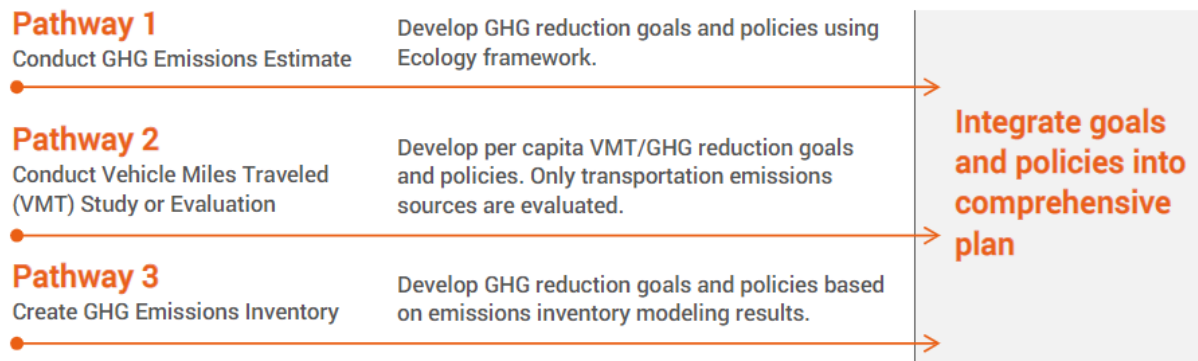 Pathway 1
Conduct GHG Emissions Estimate
Develop GHG reduction goals and policies using
Ecology framework.
Pathway 2
Conduct Vehicle Miles Traveled
(VMT) Study or Evaluation
Develop per capita VMT/GHG reduction goals
and policies. Only transportation emissions
sources are evaluated.
Pathway 3
Create GHG Emissions Inventory
Develop GHG reduction goals and policies based
on emissions inventory modeling results.
Integrate goals
and policies into
comprehensive
plan